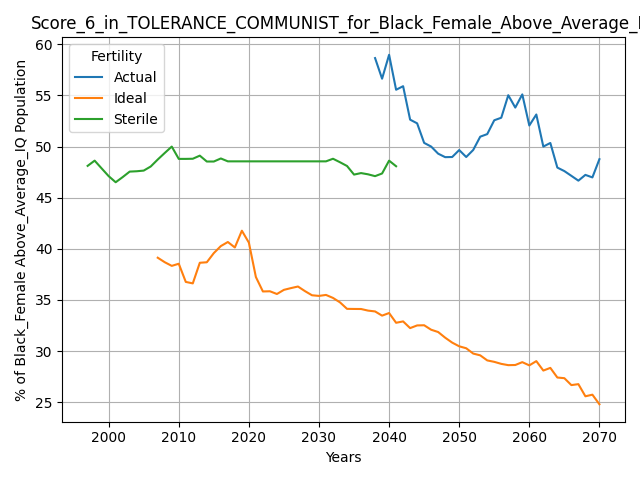 Score_6_in_TOLERANCE_COMMUNIST_for_Black_Female_Above_Average_
% of Black_Female Above_Average_IQ Population
Fertility
Actual
Ideal
Sterile
60
55
50
45
40
35
30
25
2000 2010 2020 2030 2040 2050 2060 2070
Years